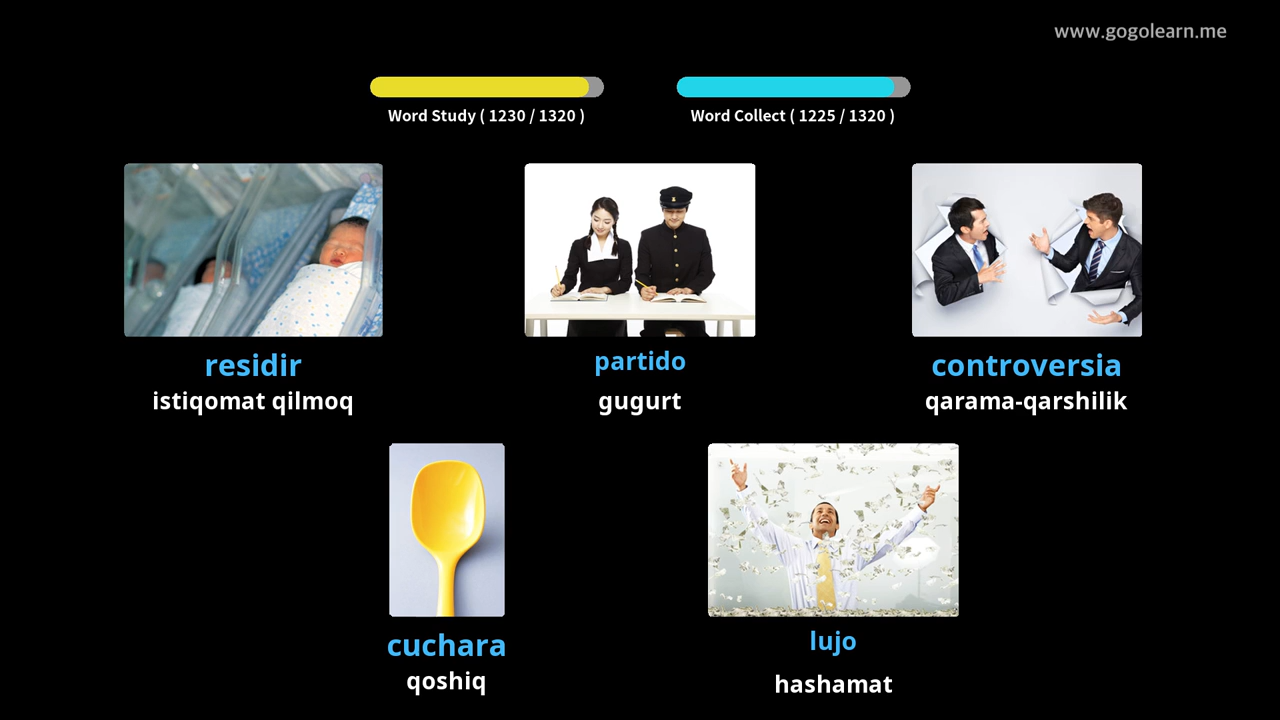 www.gogolearn.me
Word Study ( 1230 / 1320 )
Word Collect ( 1225 / 1320 )
residir
istiqomat qilmoq
partido
gugurt
controversia
qarama-qarshilik
cuchara
qoshiq
lujo
hashamat